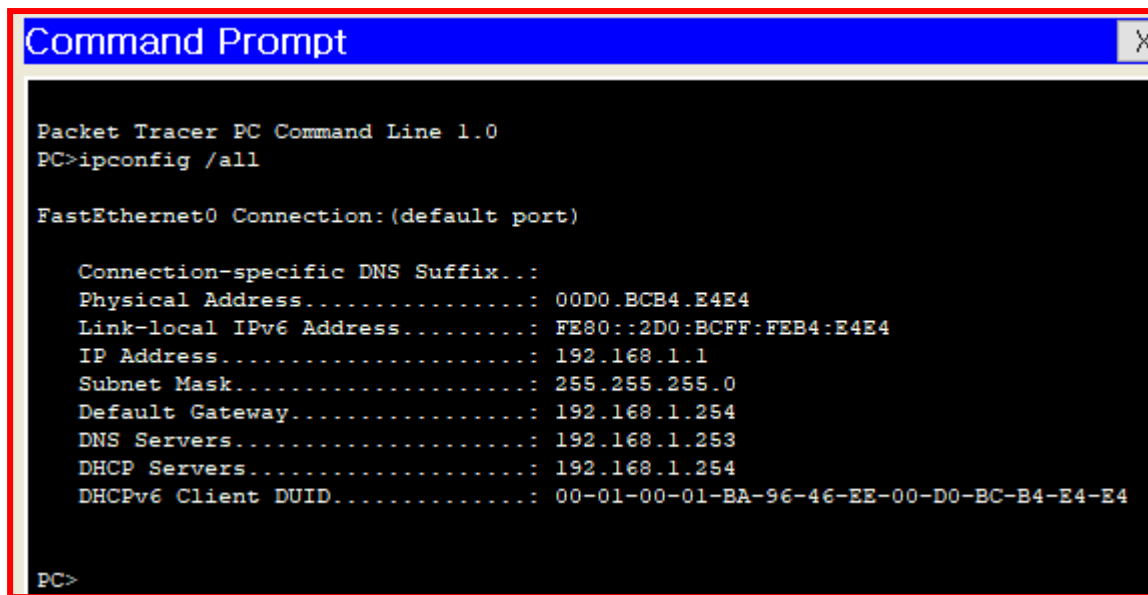 Command Prompt X
Packet Tracer PC Command Line 1.0
PC>ipconfig /all
FastEthernet0 Connection:(default port)
Connection-specific DNS Suffix..:
Physical Address................: 00D0.BCB4.E4E4
Link-local IPv6 Address.........: FE80::2D0:BCFF:FEB4:E4E4
IP Address......................: 192.168.1.1
Subnet Mask.....................: 255.255.255.0
Default Gateway.................: 192.168.1.254
DNS Servers.....................: 192.168.1.253
DHCP Servers....................: 192.168.1.254
DHCPv6 Client DUID..............: 00-01-00-01-BA-96-46-EE-00-D0-BC-B4-E4-E4
PC>